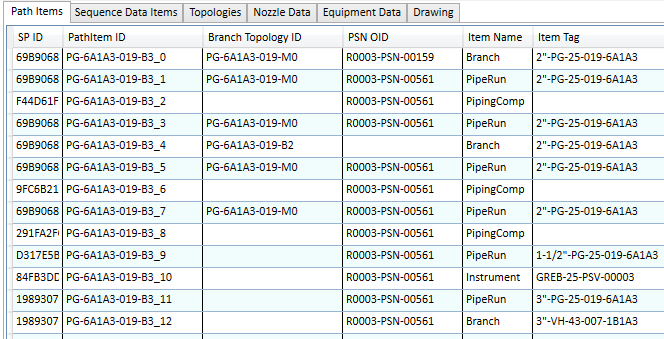 Path Items Sequence Data Items Topologies Nozzle Data Equipment Data Drawing
SP ID PathItem ID Branch Topology ID PSN OID Item Name Item Tag
69B9068 PG-6A1A3-019-B3_0 PG-6A1A3-019-M0 R0003-PSN-00159 Branch 2"-PG-25-019-6A1A3
69B9068 PG-6A1A3-019-B3_1 PG-6A1A3-019-M0 R0003-PSN-00561 PipeRun 2"-PG-25-019-6A1A3
F44D61F PG-6A1A3-019-B3_2 R0003-PSN-00561 PipingComp
69B9068 PG-6A1A3-019-B3_3 PG-6A1A3-019-M0 R0003-PSN-00561 PipeRun 2"-PG-25-019-6A1A3
69B9068 PG-6A1A3-019-B3_4 PG-6A1A3-019-B2 Branch 2"-PG-25-019-6A1A3
69B9068 PG-6A1A3-019-B3_5 PG-6A1A3-019-M0 R0003-PSN-00561 PipeRun 2"-PG-25-019-6A1A3
9FC6B21 PG-6A1A3-019-B3_6 R0003-PSN-00561 PipingComp
69B9068 PG-6A1A3-019-B3_7 PG-6A1A3-019-M0 R0003-PSN-00561 PipeRun 2"-PG-25-019-6A1A3
291FA2F PG-6A1A3-019-B3_8 R0003-PSN-00561 PipingComp
D317E5B PG-6A1A3-019-B3_9 R0003-PSN-00561 PipeRun 1-1/2"-PG-25-019-6A1A3
84FB3DD PG-6A1A3-019-B3_10 R0003-PSN-00561 Instrument GREB-25-PSV-00003
1989307 PG-6A1A3-019-B3_11 R0003-PSN-00561 PipeRun 3"-PG-25-019-6A1A3
1989307 PG-6A1A3-019-B3_12 R0003-PSN-00561 Branch 3"-VH-43-007-1B1A3